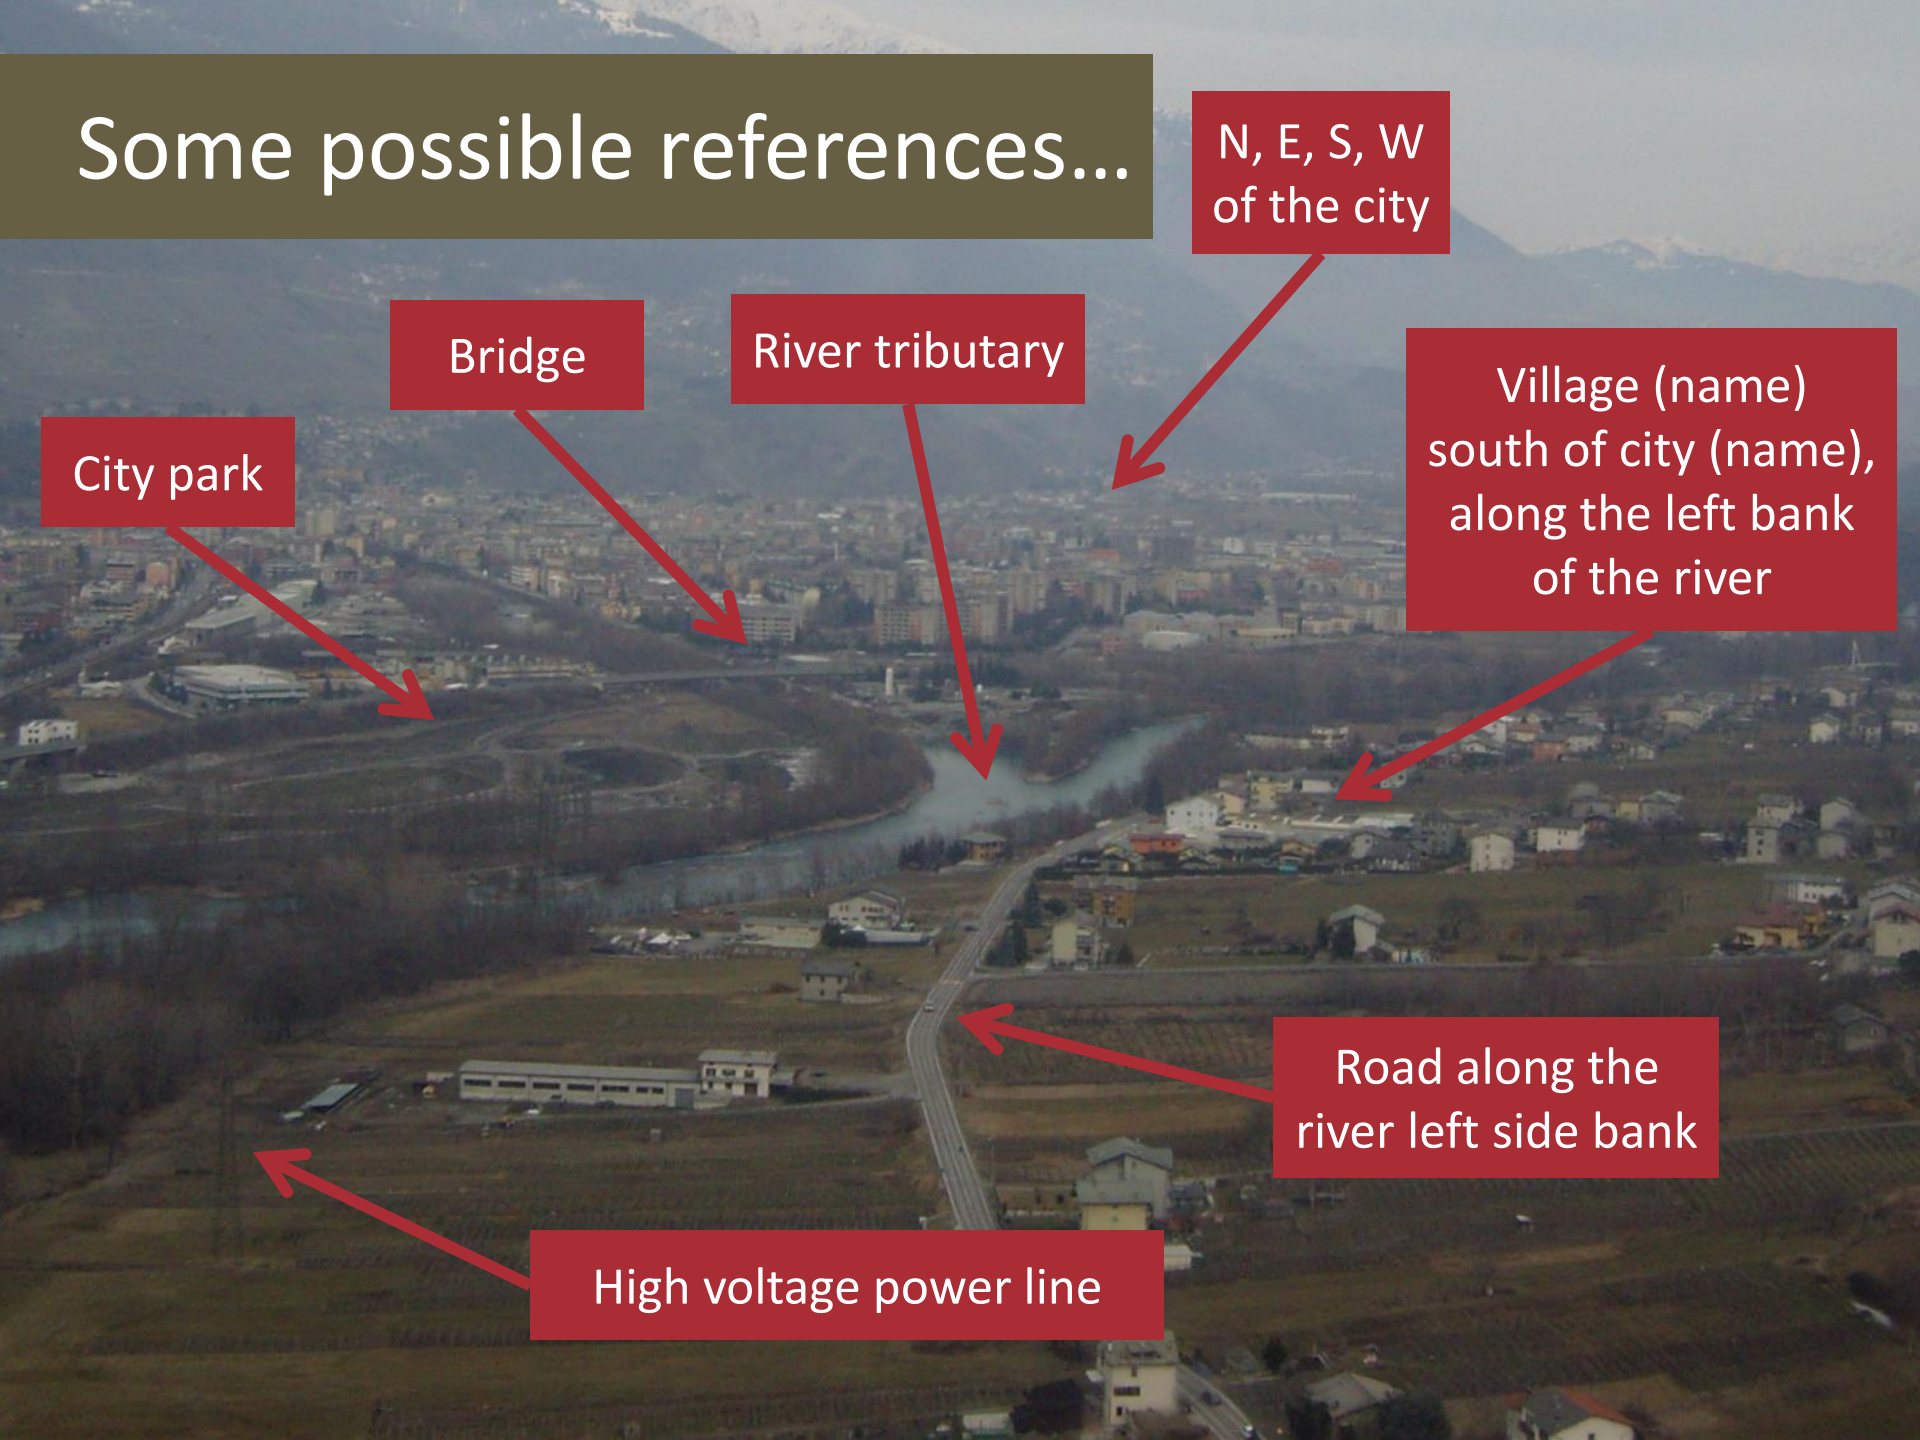 Some possible references...
N, E, S, W
of the city
Bridge
River tributary
Village (name)
south of city (name),
along the left bank
of the river
City park
Road along the
river left side bank
High voltage power line